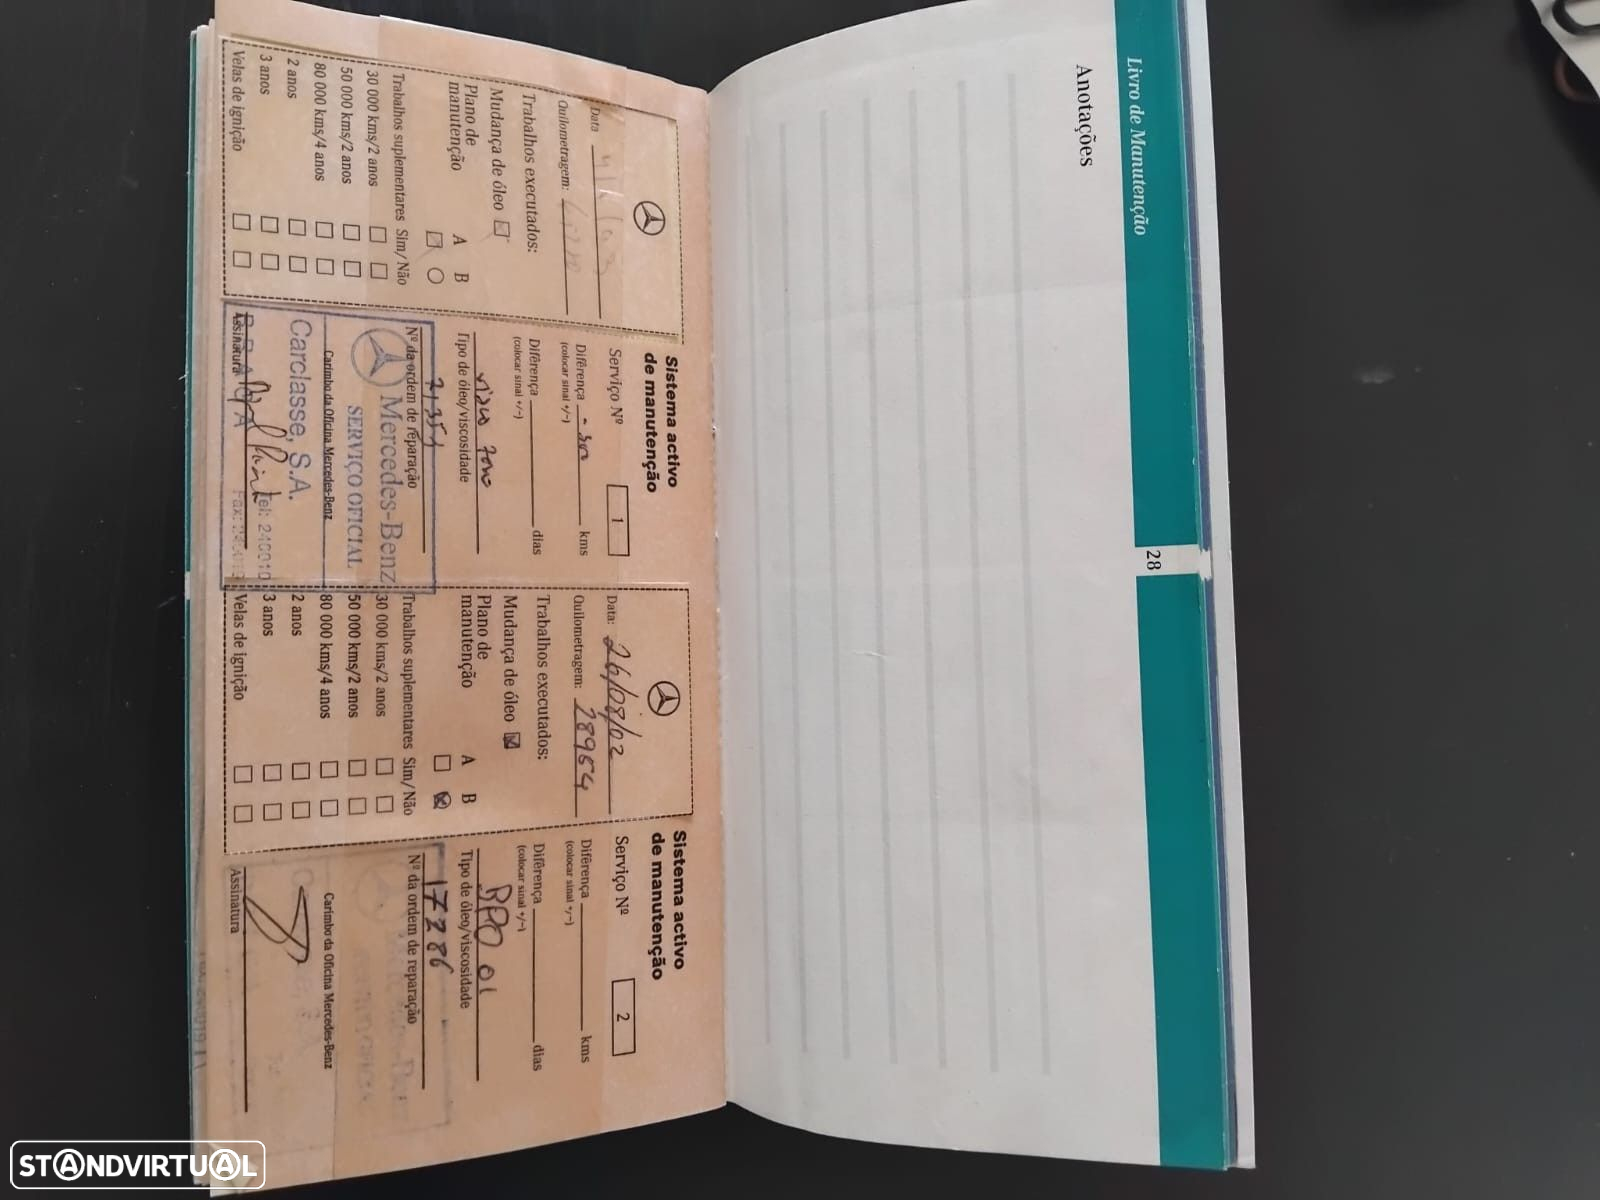 Livro de Manutenção
Anotações
28
Data
Quilometragem:
Trabalhos executados:
Mudança de óleo
Plano de
manutenção
A B
Trabalhos suplementares Sim/Não
30 000 kms/2 anos
50 000 kms/2 anos
80 000 kms/4 anos
2 anos
3 anos
Velas de ignição
Sistema activo
de manutenção
Serviço Nº 1
Diferença kms
(colocar sinal +/-)
Diferença dias
(colocar sinal +/-)
Tipo de óleo/viscosidade
Nº da ordem de reparação
Mercedes-Benz
SERVIÇO OFICIAL
Carimbo da Oficina Mercedes-Benz
Carclasse, S.A.
Assinatura
BRAGA
Data: 26/08/02
Quilometragem: 28964
Trabalhos executados:
Mudança de óleo
Plano de
manutenção
A B
Trabalhos suplementares Sim/Não
30 000 kms/2 anos
50 000 kms/2 anos
80 000 kms/4 anos
2 anos
3 anos
Velas de ignição
Sistema activo
de manutenção
Serviço Nº 2
Diferença kms
(colocar sinal +/-)
Diferença dias
(colocar sinal +/-)
Tipo de óleo/viscosidade
17286
Nº da ordem de reparação
Carimbo da Oficina Mercedes-Benz
Assinatura
STANDVIRTUAL